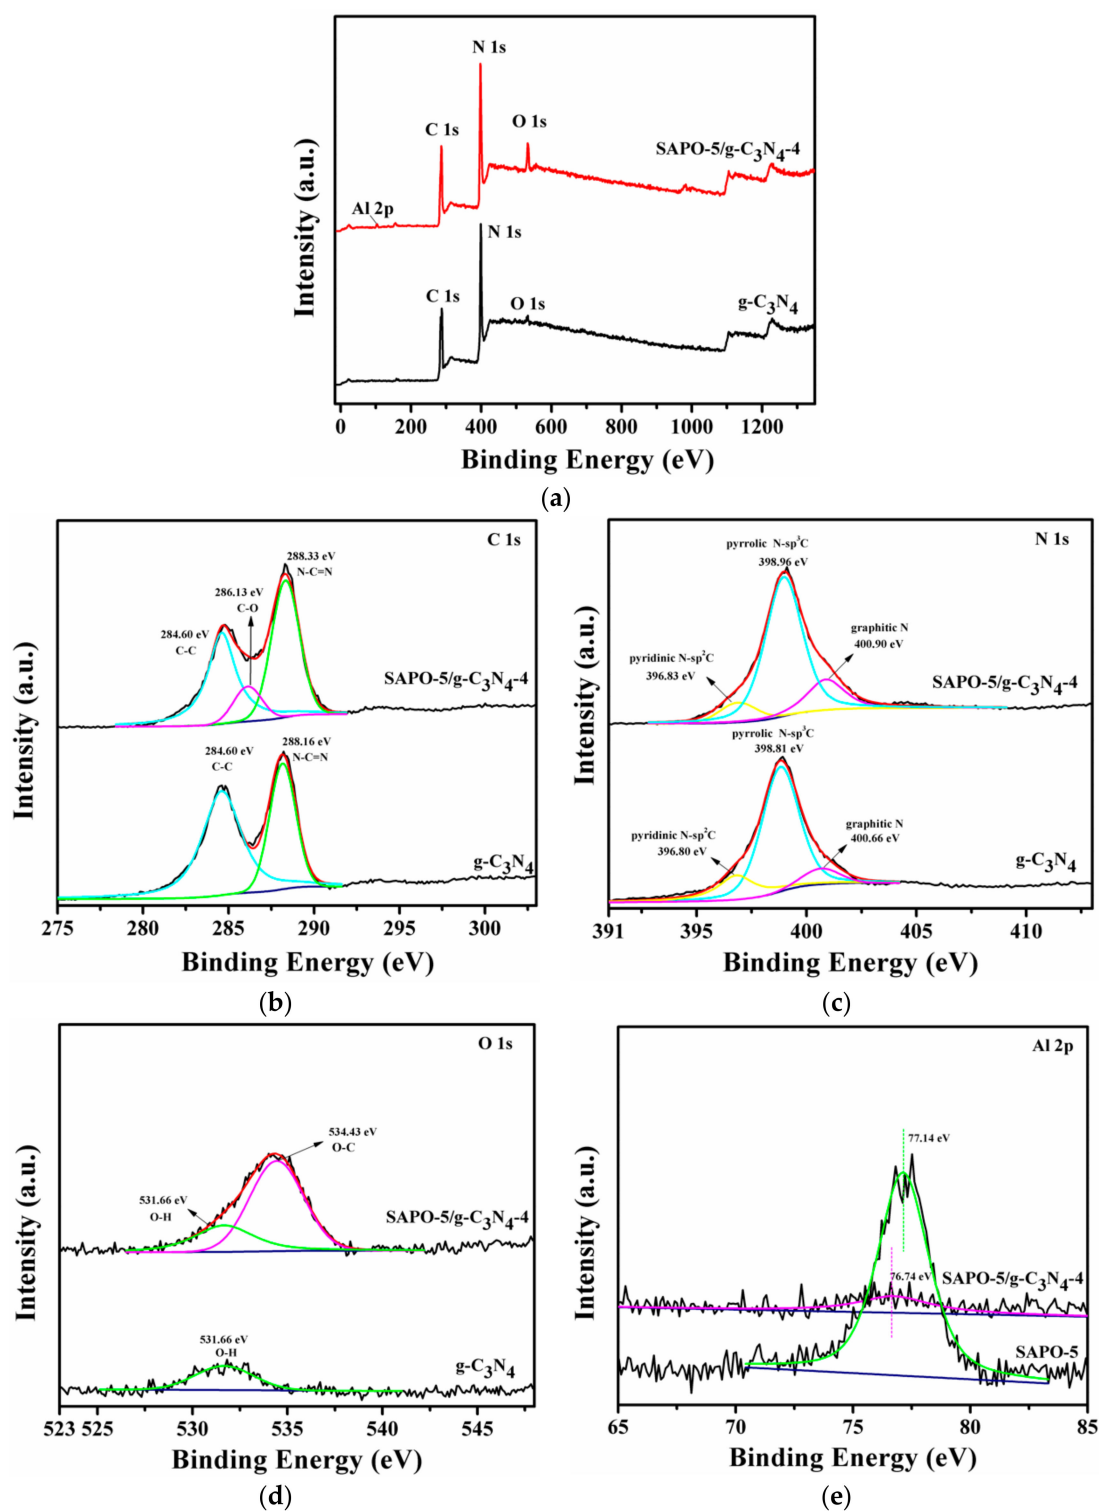 N 1s
C 1s
O 1s
SAPO-5/g-C3N4-4
Al 2p
N 1s
C 1s
O 1s
g-C3N4
Intensity (a.u.)
0 200 400 600 800 1000 1200
Binding Energy (eV)
(a)
C 1s
288.33 eV
N-C=N
286.13 eV
C-O
284.60 eV
C-C
SAPO-5/g-C3N4-4
288.16 eV
N-C=N
284.60 eV
C-C
g-C3N4
Intensity (a.u.)
275 280 285 290 295 300
Binding Energy (eV)
(b)
N 1s
pyrrolic N-sp3C
398.96 eV
graphitic N
400.90 eV
pyridinic N-sp2C
396.83 eV
SAPO-5/g-C3N4-4
pyrrolic N-sp3C
398.81 eV
graphitic N
400.66 eV
pyridinic N-sp2C
396.80 eV
g-C3N4
Intensity (a.u.)
391 395 400 405 410
Binding Energy (eV)
(c)
O 1s
534.43 eV
O-C
531.66 eV
O-H
SAPO-5/g-C3N4-4
531.66 eV
O-H
g-C3N4
Intensity (a.u.)
523 525 530 535 540 545
Binding Energy (eV)
(d)
Al 2p
77.14 eV
76.74 eV
SAPO-5/g-C3N4-4
SAPO-5
Intensity (a.u.)
65 70 75 80 85
Binding Energy (eV)
(e)